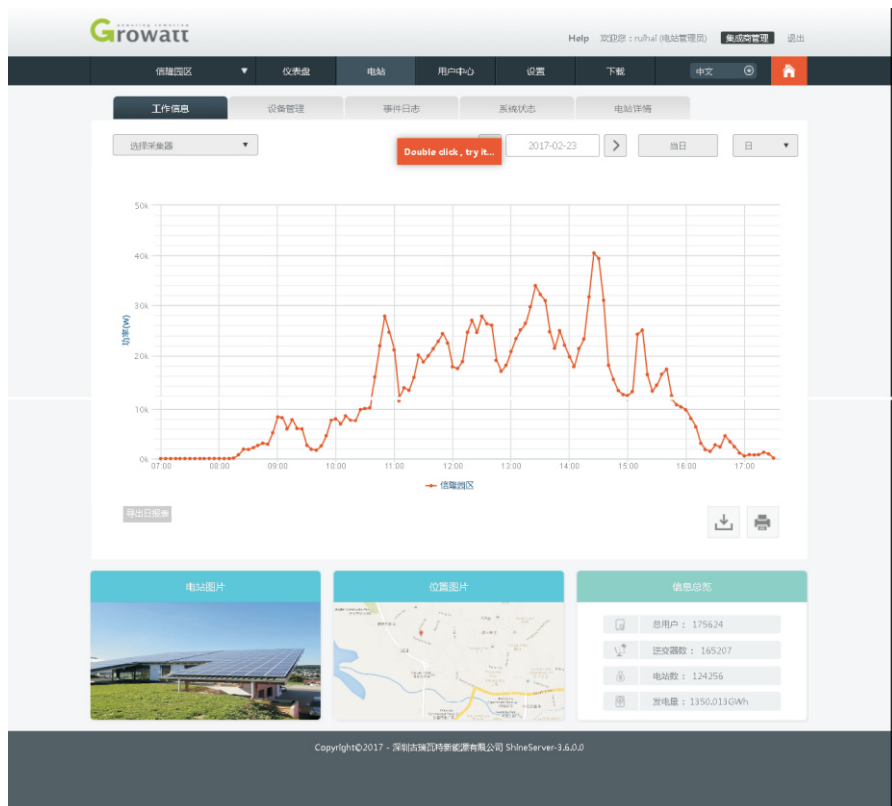 powering tomorrow
Growatt
Help 欢迎您：ruihai (电站管理员) 集成商管理 退出
信隆园区 ▼ 仪表盘 电站 用户中心 设置 下载 中文
工作信息 设备管理 事件日志 系统状态 电站详情
选择采集器 ▼ Double click , try it... 2017-02-23 > 当日 日 ▼
50k
40k
30k
20k
10k
0k
功率(W)
07:00 08:00 09:00 10:00 11:00 12:00 13:00 14:00 15:00 16:00 17:00
信隆园区
导出日报表
电站图片 位置图片 信息总览
总用户： 175624
逆变器数： 165207
电站数： 124256
发电量： 1350.013GWh
Copyright©2017 - 深圳古瑞瓦特新能源有限公司 ShineServer-3.6.0.0